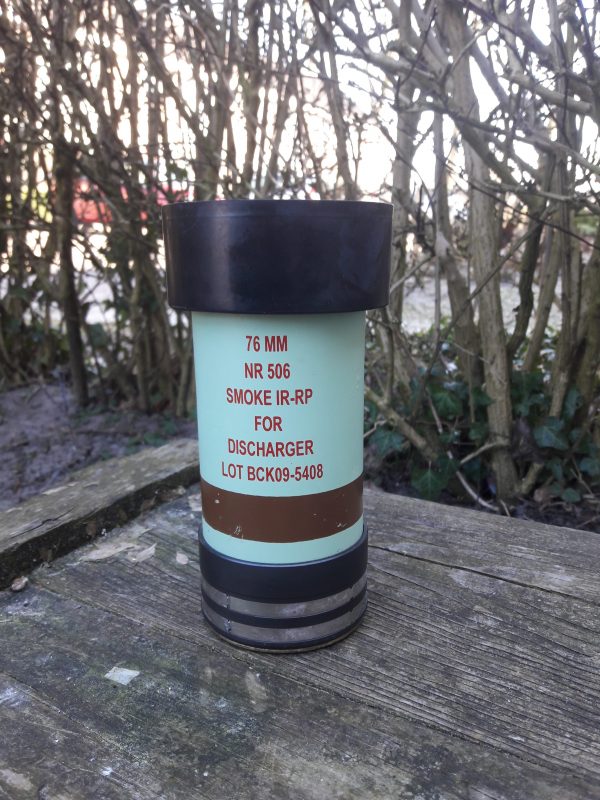 76 MM
NR 506
SMOKE IR-RP
FOR
DISCHARGER
LOT BCK09-5408